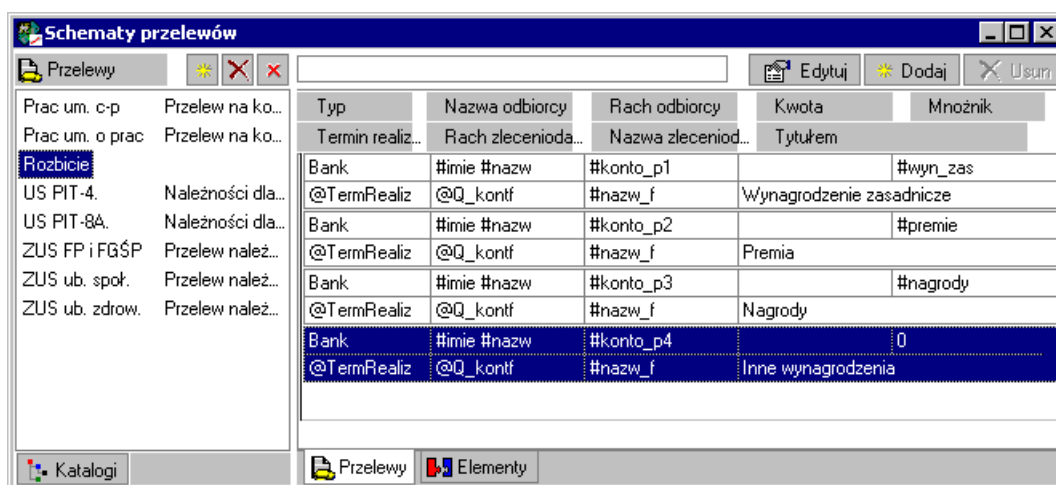 Schematy przelewów
Przelewy
Edytuj
Dodaj
Usun
Prac um. c-p Przelew na ko...
Prac um. o prac Przelew na ko...
Rozbicie
US PIT-4. Należności dla...
US PIT-8A. Należności dla...
ZUS FP i FGŚP Przelew należ...
ZUS ub. społ. Przelew należ...
ZUS ub. zdrow. Przelew należ...
Katalogi
Typ Nazwa odbiorcy Rach odbiorcy Kwota Mnożnik
Termin realiz... Rach zlecenioda... Nazwa zleceniod... Tytułem
Bank #imie #nazw #konto_p1 #wyn_zas
@TermRealiz @Q_kontf #nazw_f Wynagrodzenie zasadnicze
Bank #imie #nazw #konto_p2 #premie
@TermRealiz @Q_kontf #nazw_f Premia
Bank #imie #nazw #konto_p3 #nagrody
@TermRealiz @Q_kontf #nazw_f Nagrody
Bank #imie #nazw #konto_p4 0
@TermRealiz @Q_kontf #nazw_f Inne wynagrodzenia
Przelewy Elementy